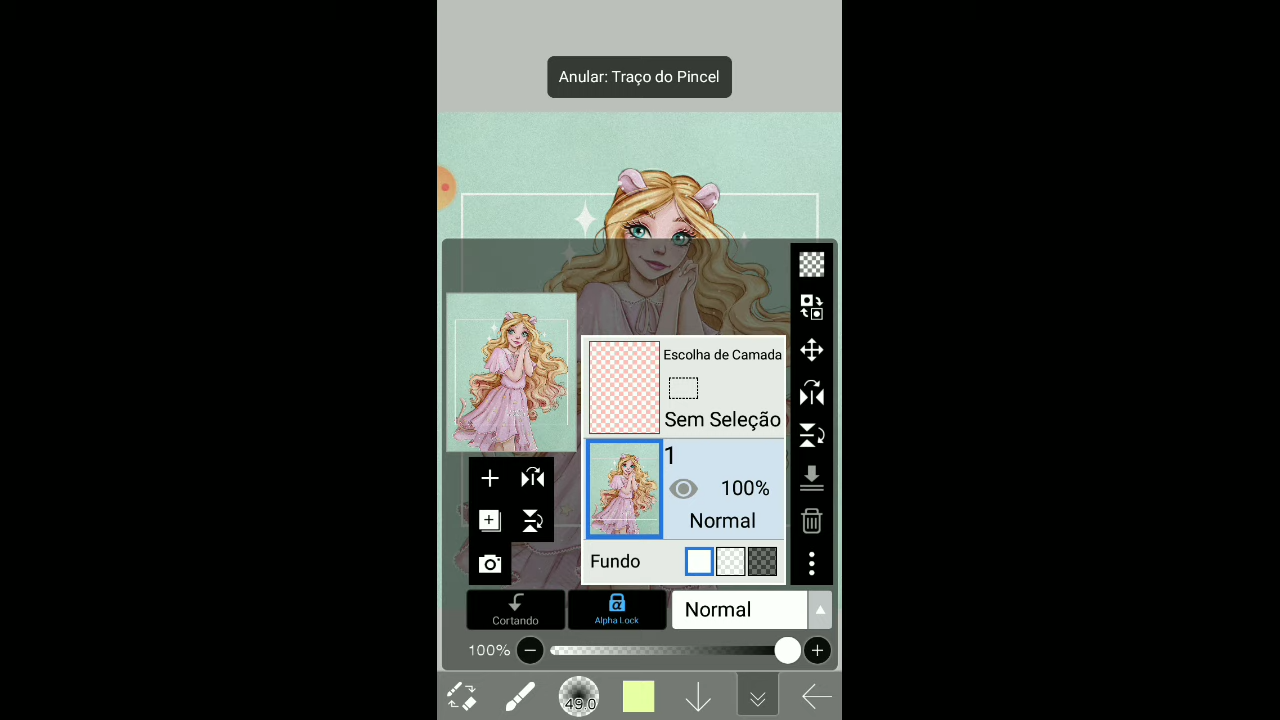 Anular: Traço do Pincel
Escolha de Camada
Sem Seleção
1
100%
Normal
Fundo
Cortando
α
Alpha Lock
Normal
100%
49.0